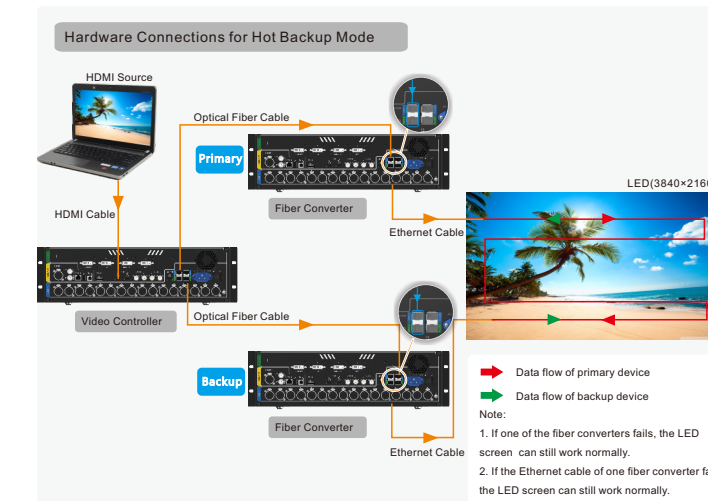 Hardware Connections for Hot Backup Mode
HDMI Source
Optical Fiber Cable
Primary
Fiber Converter
LED(3840×2160
HDMI Cable
Ethernet Cable
Video Controller
Optical Fiber Cable
Backup
Fiber Converter
Ethernet Cable
Data flow of primary device
Data flow of backup device
Note:
1. If one of the fiber converters fails, the LED
screen can still work normally.
2. If the Ethernet cable of one fiber converter
the LED screen can still work normally.